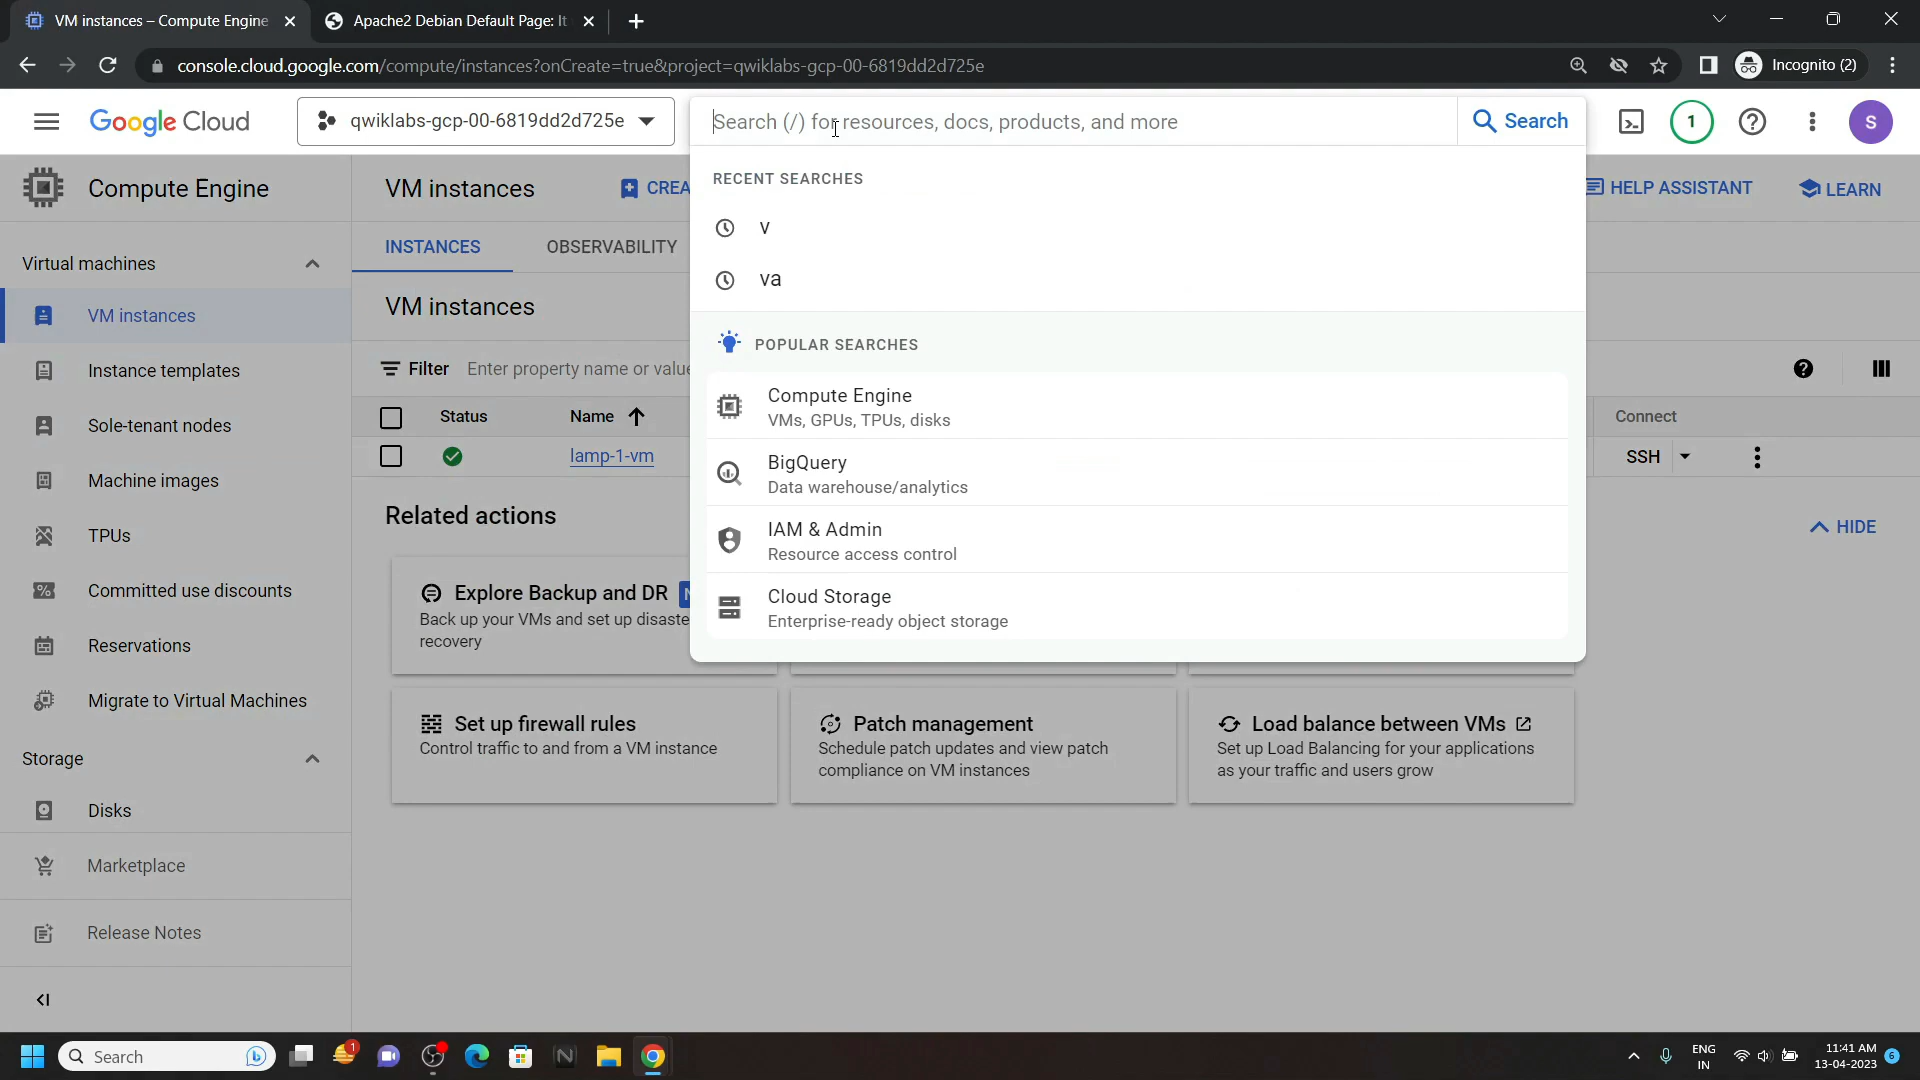 VM instances – Compute Engine
Apache2 Debian Default Page: It
console.cloud.google.com/compute/instances?onCreate=true&project=qwiklabs-gcp-00-6819dd2d725e
Incognito (2)
Google Cloud
qwiklabs-gcp-00-6819dd2d725e
Search (/) for resources, docs, products, and more
Search
1
S
Compute Engine
VM instances
CREA
HELP ASSISTANT
LEARN
RECENT SEARCHES
v
va
INSTANCES
OBSERVABILITY
Virtual machines
VM instances
Instance templates
Sole-tenant nodes
Machine images
TPUs
Committed use discounts
Reservations
Migrate to Virtual Machines
Storage
Disks
Marketplace
Release Notes
VM instances
Filter
Enter property name or value
Status
Name
Connect
lamp-1-vm
SSH
POPULAR SEARCHES
Compute Engine
VMs, GPUs, TPUs, disks
BigQuery
Data warehouse/analytics
IAM & Admin
Resource access control
Cloud Storage
Enterprise-ready object storage
Related actions
HIDE
Explore Backup and DR
Back up your VMs and set up disaste
recovery
Set up firewall rules
Control traffic to and from a VM instance
Patch management
Schedule patch updates and view patch
compliance on VM instances
Load balance between VMs
Set up Load Balancing for your applications
as your traffic and users grow
Search
1
ENG
IN
11:41 AM
13-04-2023
6